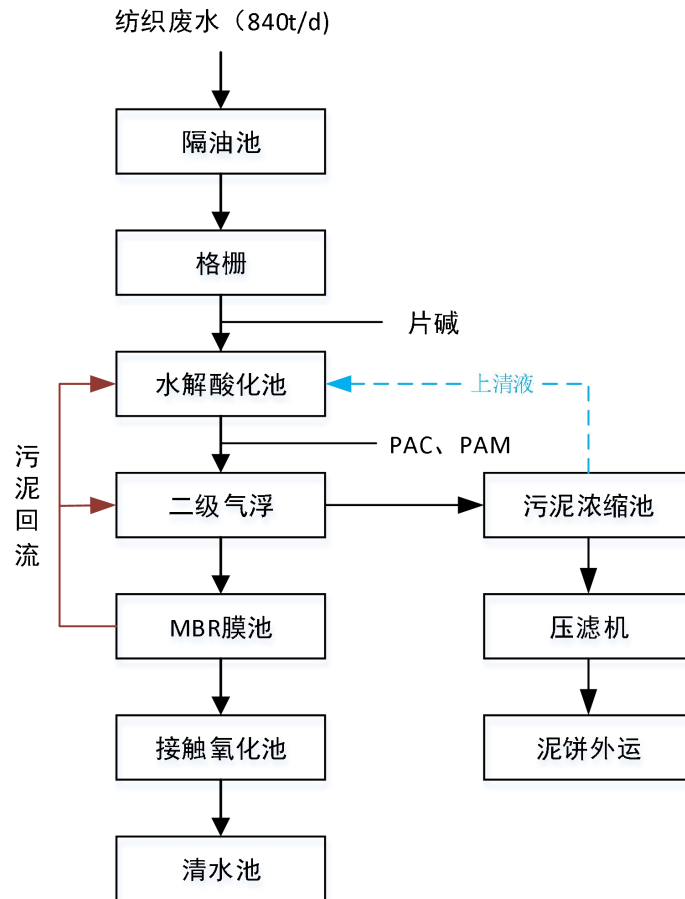 纺织废水（840t/d)
隔油池
格栅
片碱
水解酸化池
上清液
PAC、PAM
污泥回流
二级气浮
污泥浓缩池
MBR膜池
压滤机
接触氧化池
泥饼外运
清水池